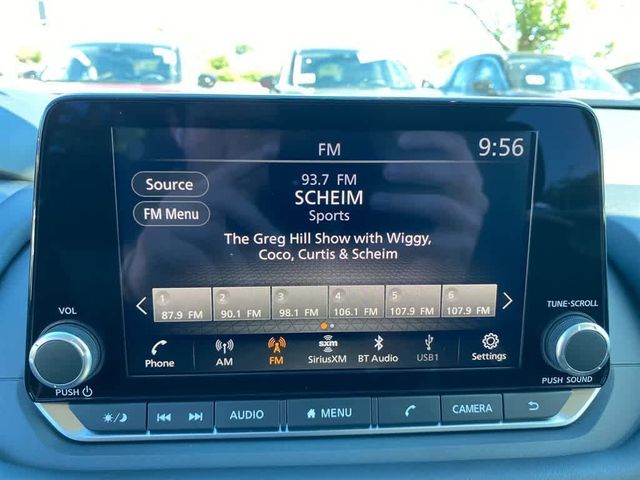 FM
9:56
Source
93.7 FM
SCHEIM
FM Menu
Sports
The Greg Hill Show with Wiggy,
Coco, Curtis & Scheim
1 2 3 4 5 6
87.9 FM 90.1 FM 98.1 FM 106.1 FM 107.9 FM 107.9 FM
VOL
TUNE·SCROLL
sxm
Phone AM FM SiriusXM BT Audio USB1 Settings
PUSH
PUSH SOUND
AUDIO MENU CAMERA